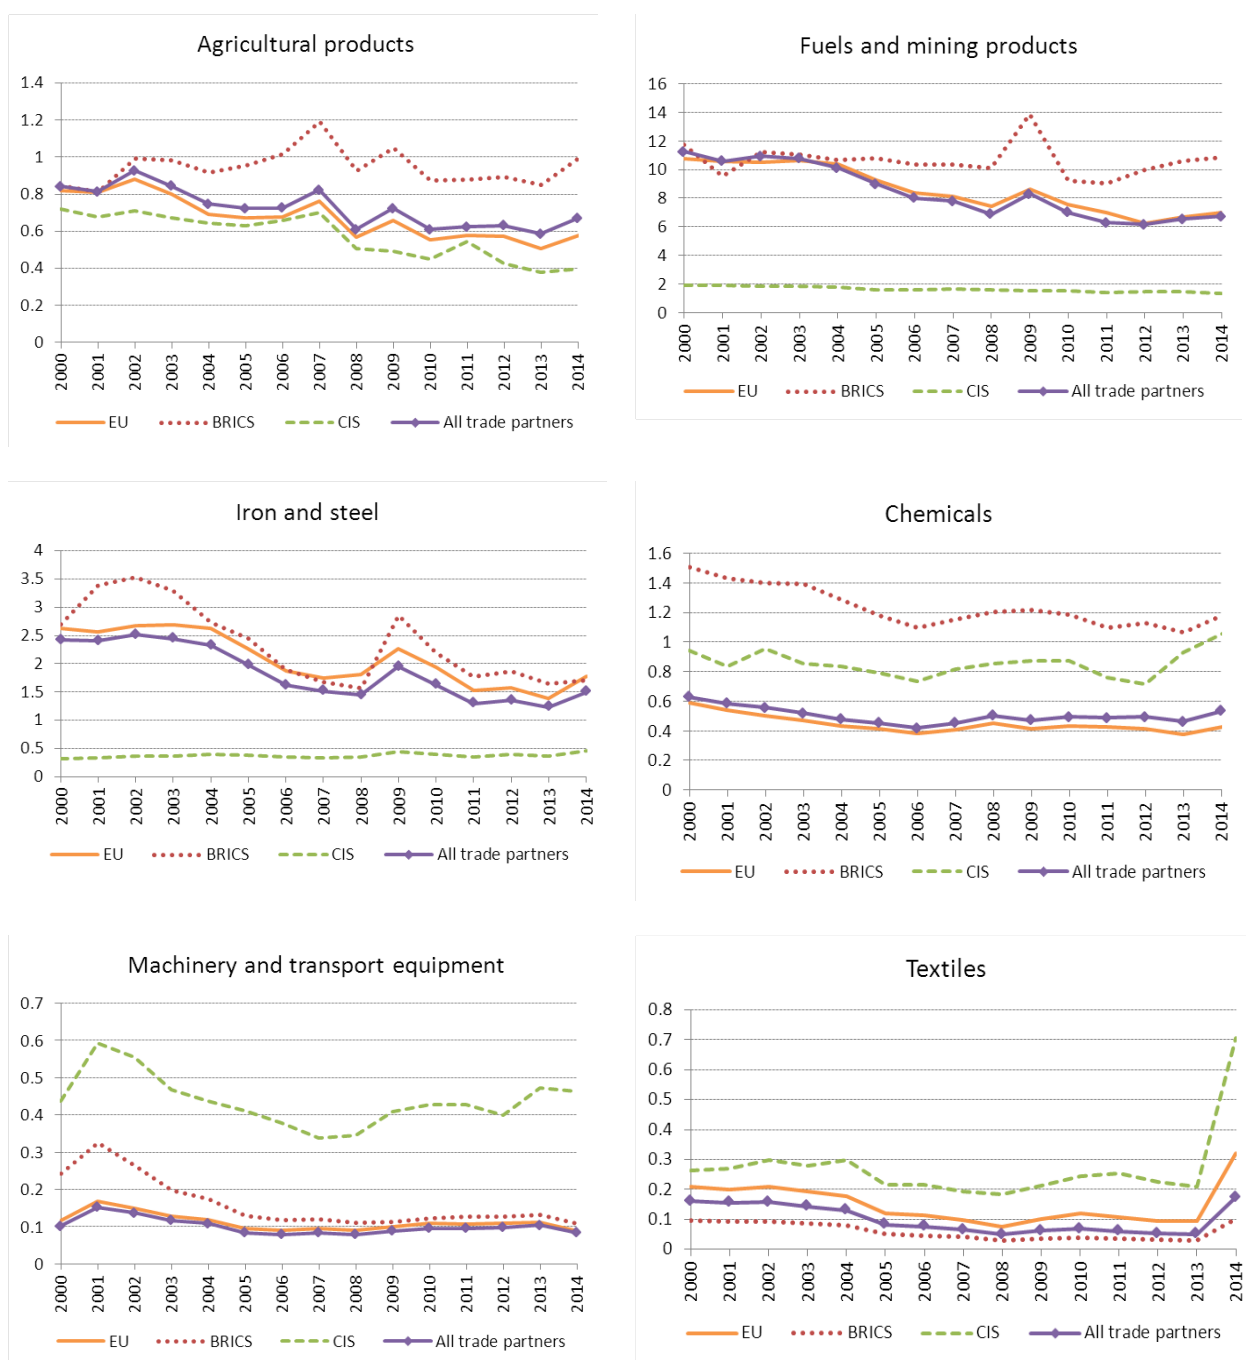 Agricultural products
1.4
1.2
1
0.8
0.6
0.4
0.2
0
2000 2001 2002 2003 2004 2005 2006 2007 2008 2009 2010 2011 2012 2013 2014
EU BRICS CIS All trade partners
Fuels and mining products
16
14
12
10
8
6
4
2
0
2000 2001 2002 2003 2004 2005 2006 2007 2008 2009 2010 2011 2012 2013 2014
EU BRICS CIS All trade partners
Iron and steel
4
3.5
3
2.5
2
1.5
1
0.5
0
2000 2001 2002 2003 2004 2005 2006 2007 2008 2009 2010 2011 2012 2013 2014
EU BRICS CIS All trade partners
Chemicals
1.6
1.4
1.2
1
0.8
0.6
0.4
0.2
0
2000 2001 2002 2003 2004 2005 2006 2007 2008 2009 2010 2011 2012 2013 2014
EU BRICS CIS All trade partners
Machinery and transport equipment
0.7
0.6
0.5
0.4
0.3
0.2
0.1
0
2000 2001 2002 2003 2004 2005 2006 2007 2008 2009 2010 2011 2012 2013 2014
EU BRICS CIS All trade partners
Textiles
0.8
0.7
0.6
0.5
0.4
0.3
0.2
0.1
0
2000 2001 2002 2003 2004 2005 2006 2007 2008 2009 2010 2011 2012 2013 2014
EU BRICS CIS All trade partners